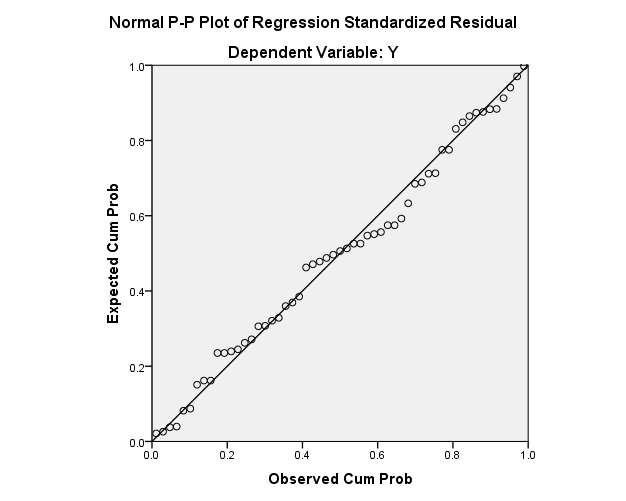 Normal P-P Plot of Regression Standardized Residual
Dependent Variable: Y
1.0
0.8
0.6
0.4
0.2
0.0
Expected Cum Prob
0.0 0.2 0.4 0.6 0.8 1.0
Observed Cum Prob